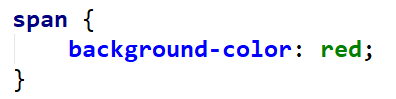 span {
    background-color: red;
}